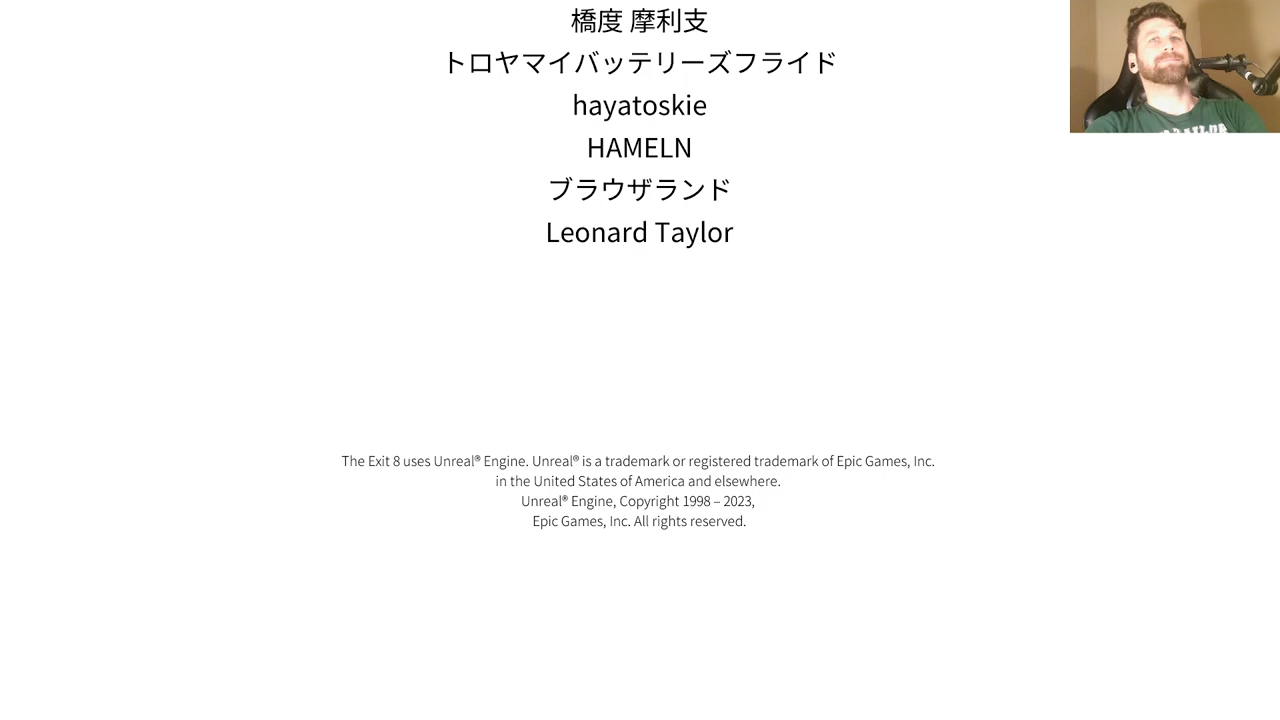 橋度 摩利支
トロヤマイバッテリーズフライド
hayatoskie
HAMELN
ブラウザランド
Leonard Taylor
The Exit 8 uses Unreal® Engine. Unreal® is a trademark or registered trademark of Epic Games, Inc.
in the United States of America and elsewhere.
Unreal® Engine, Copyright 1998 – 2023,
Epic Games, Inc. All rights reserved.